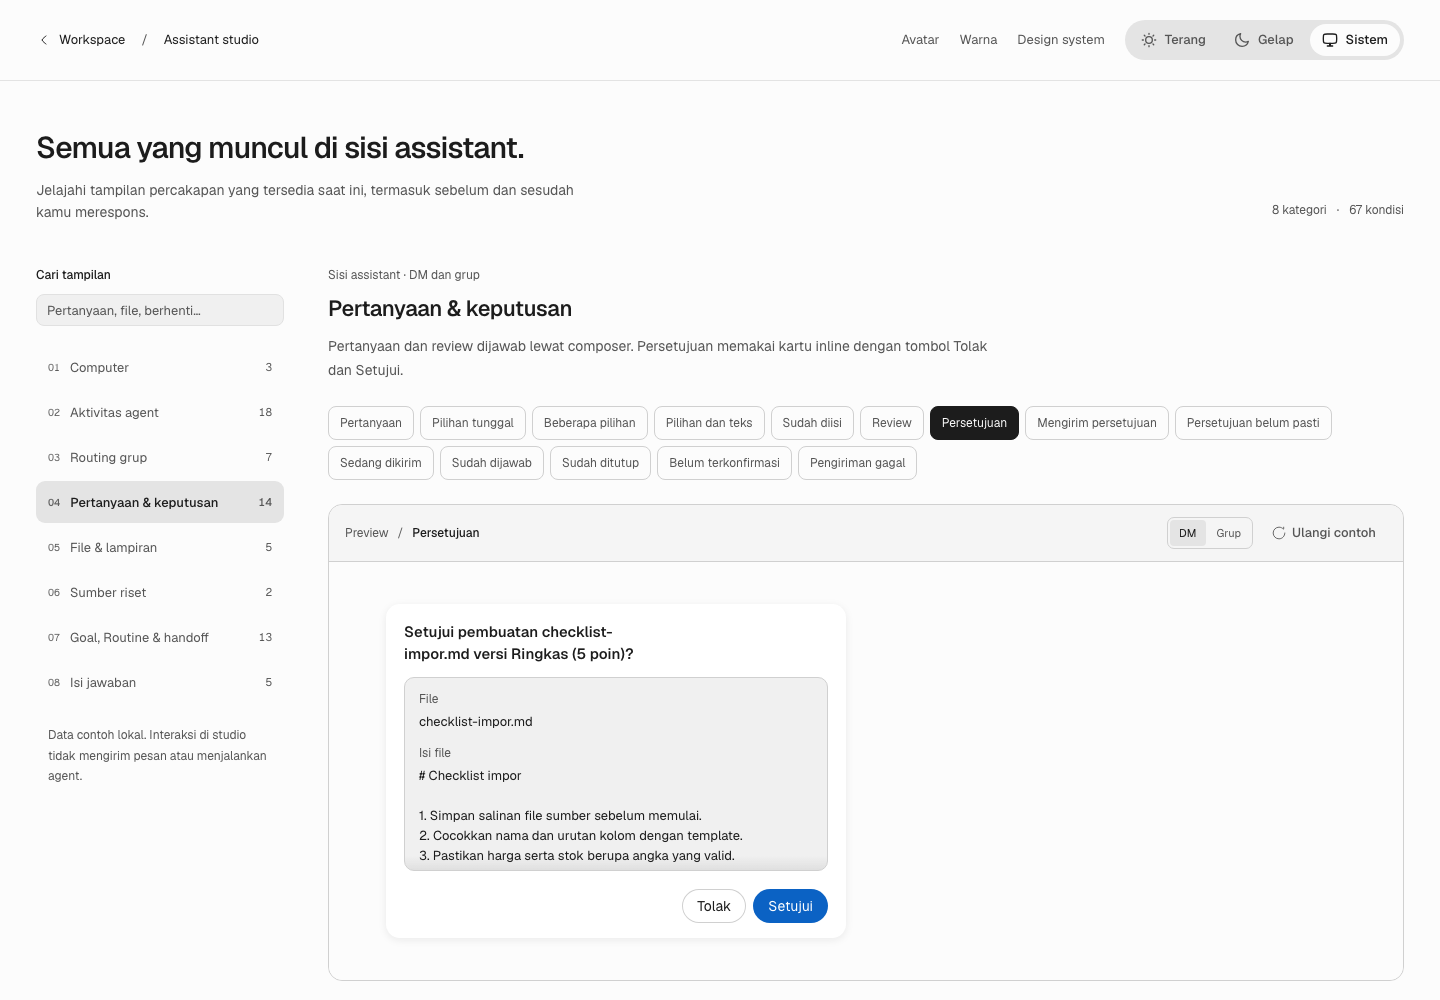 Workspace / Assistant studio
Avatar Warna Design system Terang Gelap Sistem
Semua yang muncul di sisi assistant.
Jelajahi tampilan percakapan yang tersedia saat ini, termasuk sebelum dan sesudah
kamu merespons.
8 kategori · 67 kondisi
Cari tampilan
Pertanyaan, file, berhenti...
01 Computer 3
02 Aktivitas agent 18
03 Routing grup 7
04 Pertanyaan & keputusan 14
05 File & lampiran 5
06 Sumber riset 2
07 Goal, Routine & handoff 13
08 Isi jawaban 5
Data contoh lokal. Interaksi di studio
tidak mengirim pesan atau menjalankan
agent.
Sisi assistant · DM dan grup
Pertanyaan & keputusan
Pertanyaan dan review dijawab lewat composer. Persetujuan memakai kartu inline dengan tombol Tolak
dan Setujui.
Pertanyaan Pilihan tunggal Beberapa pilihan Pilihan dan teks Sudah diisi Review Persetujuan Mengirim persetujuan Persetujuan belum pasti
Sedang dikirim Sudah dijawab Sudah ditutup Belum terkonfirmasi Pengiriman gagal
Preview / Persetujuan
DM Grup Ulangi contoh
Setujui pembuatan checklist-
impor.md versi Ringkas (5 poin)?
File
checklist-impor.md
Isi file
# Checklist impor
1. Simpan salinan file sumber sebelum memulai.
2. Cocokkan nama dan urutan kolom dengan template.
3. Pastikan harga serta stok berupa angka yang valid.
Tolak Setujui